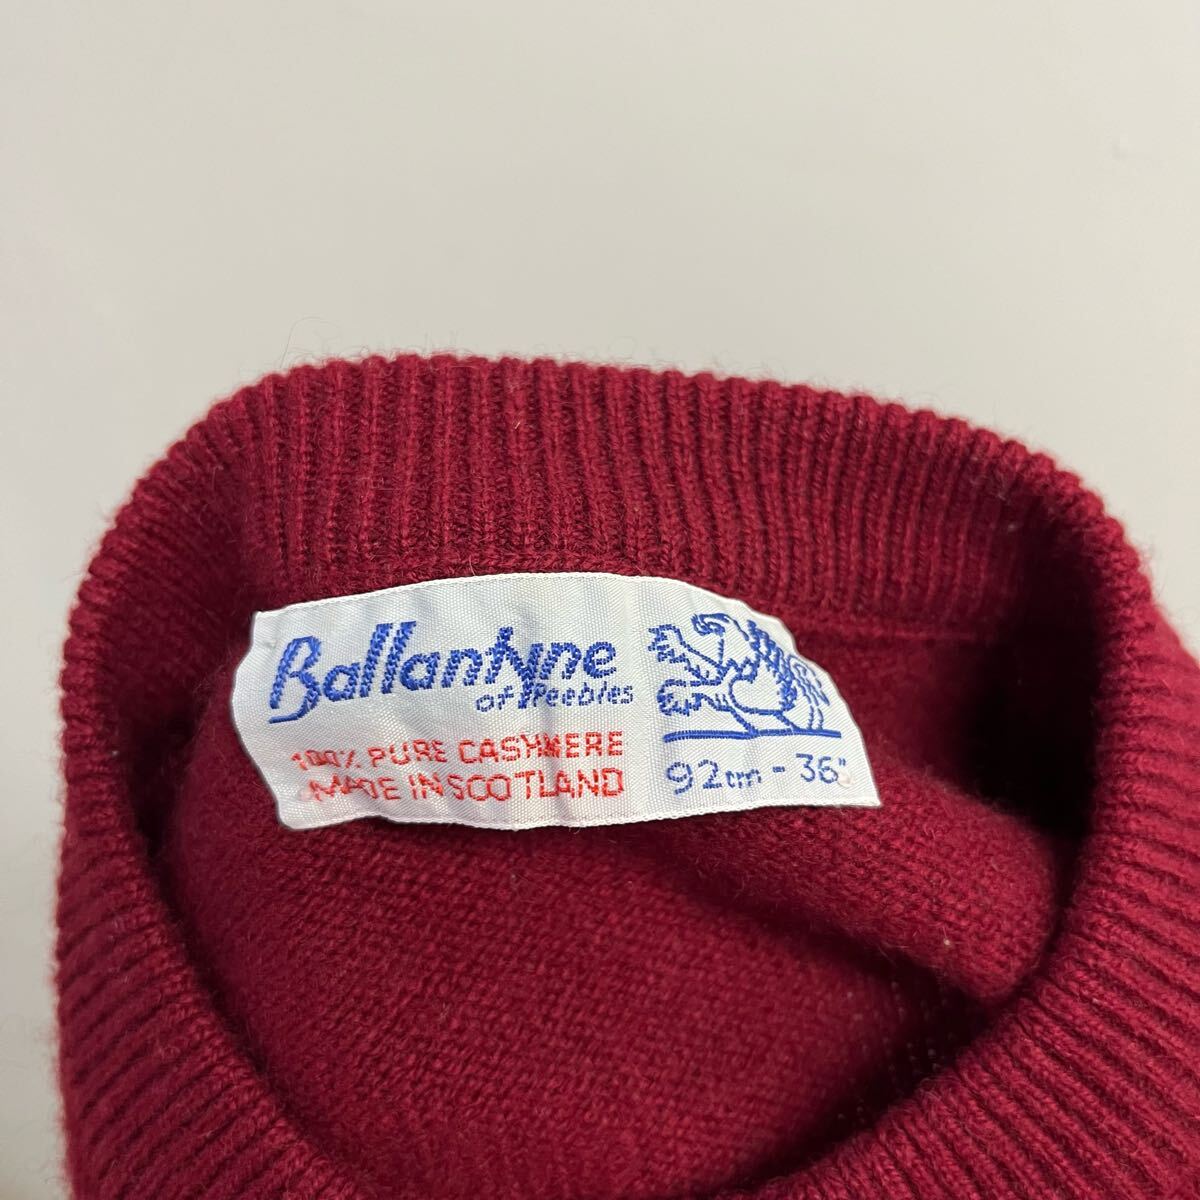 Ballantyne
of Peebles
100% PURE CASHMERE
MADE IN SCOTLAND
92cm - 36"